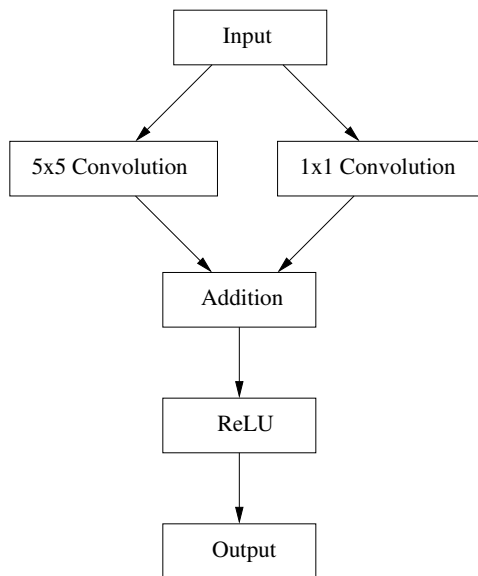 Input
5x5 Convolution
1x1 Convolution
Addition
ReLU
Output